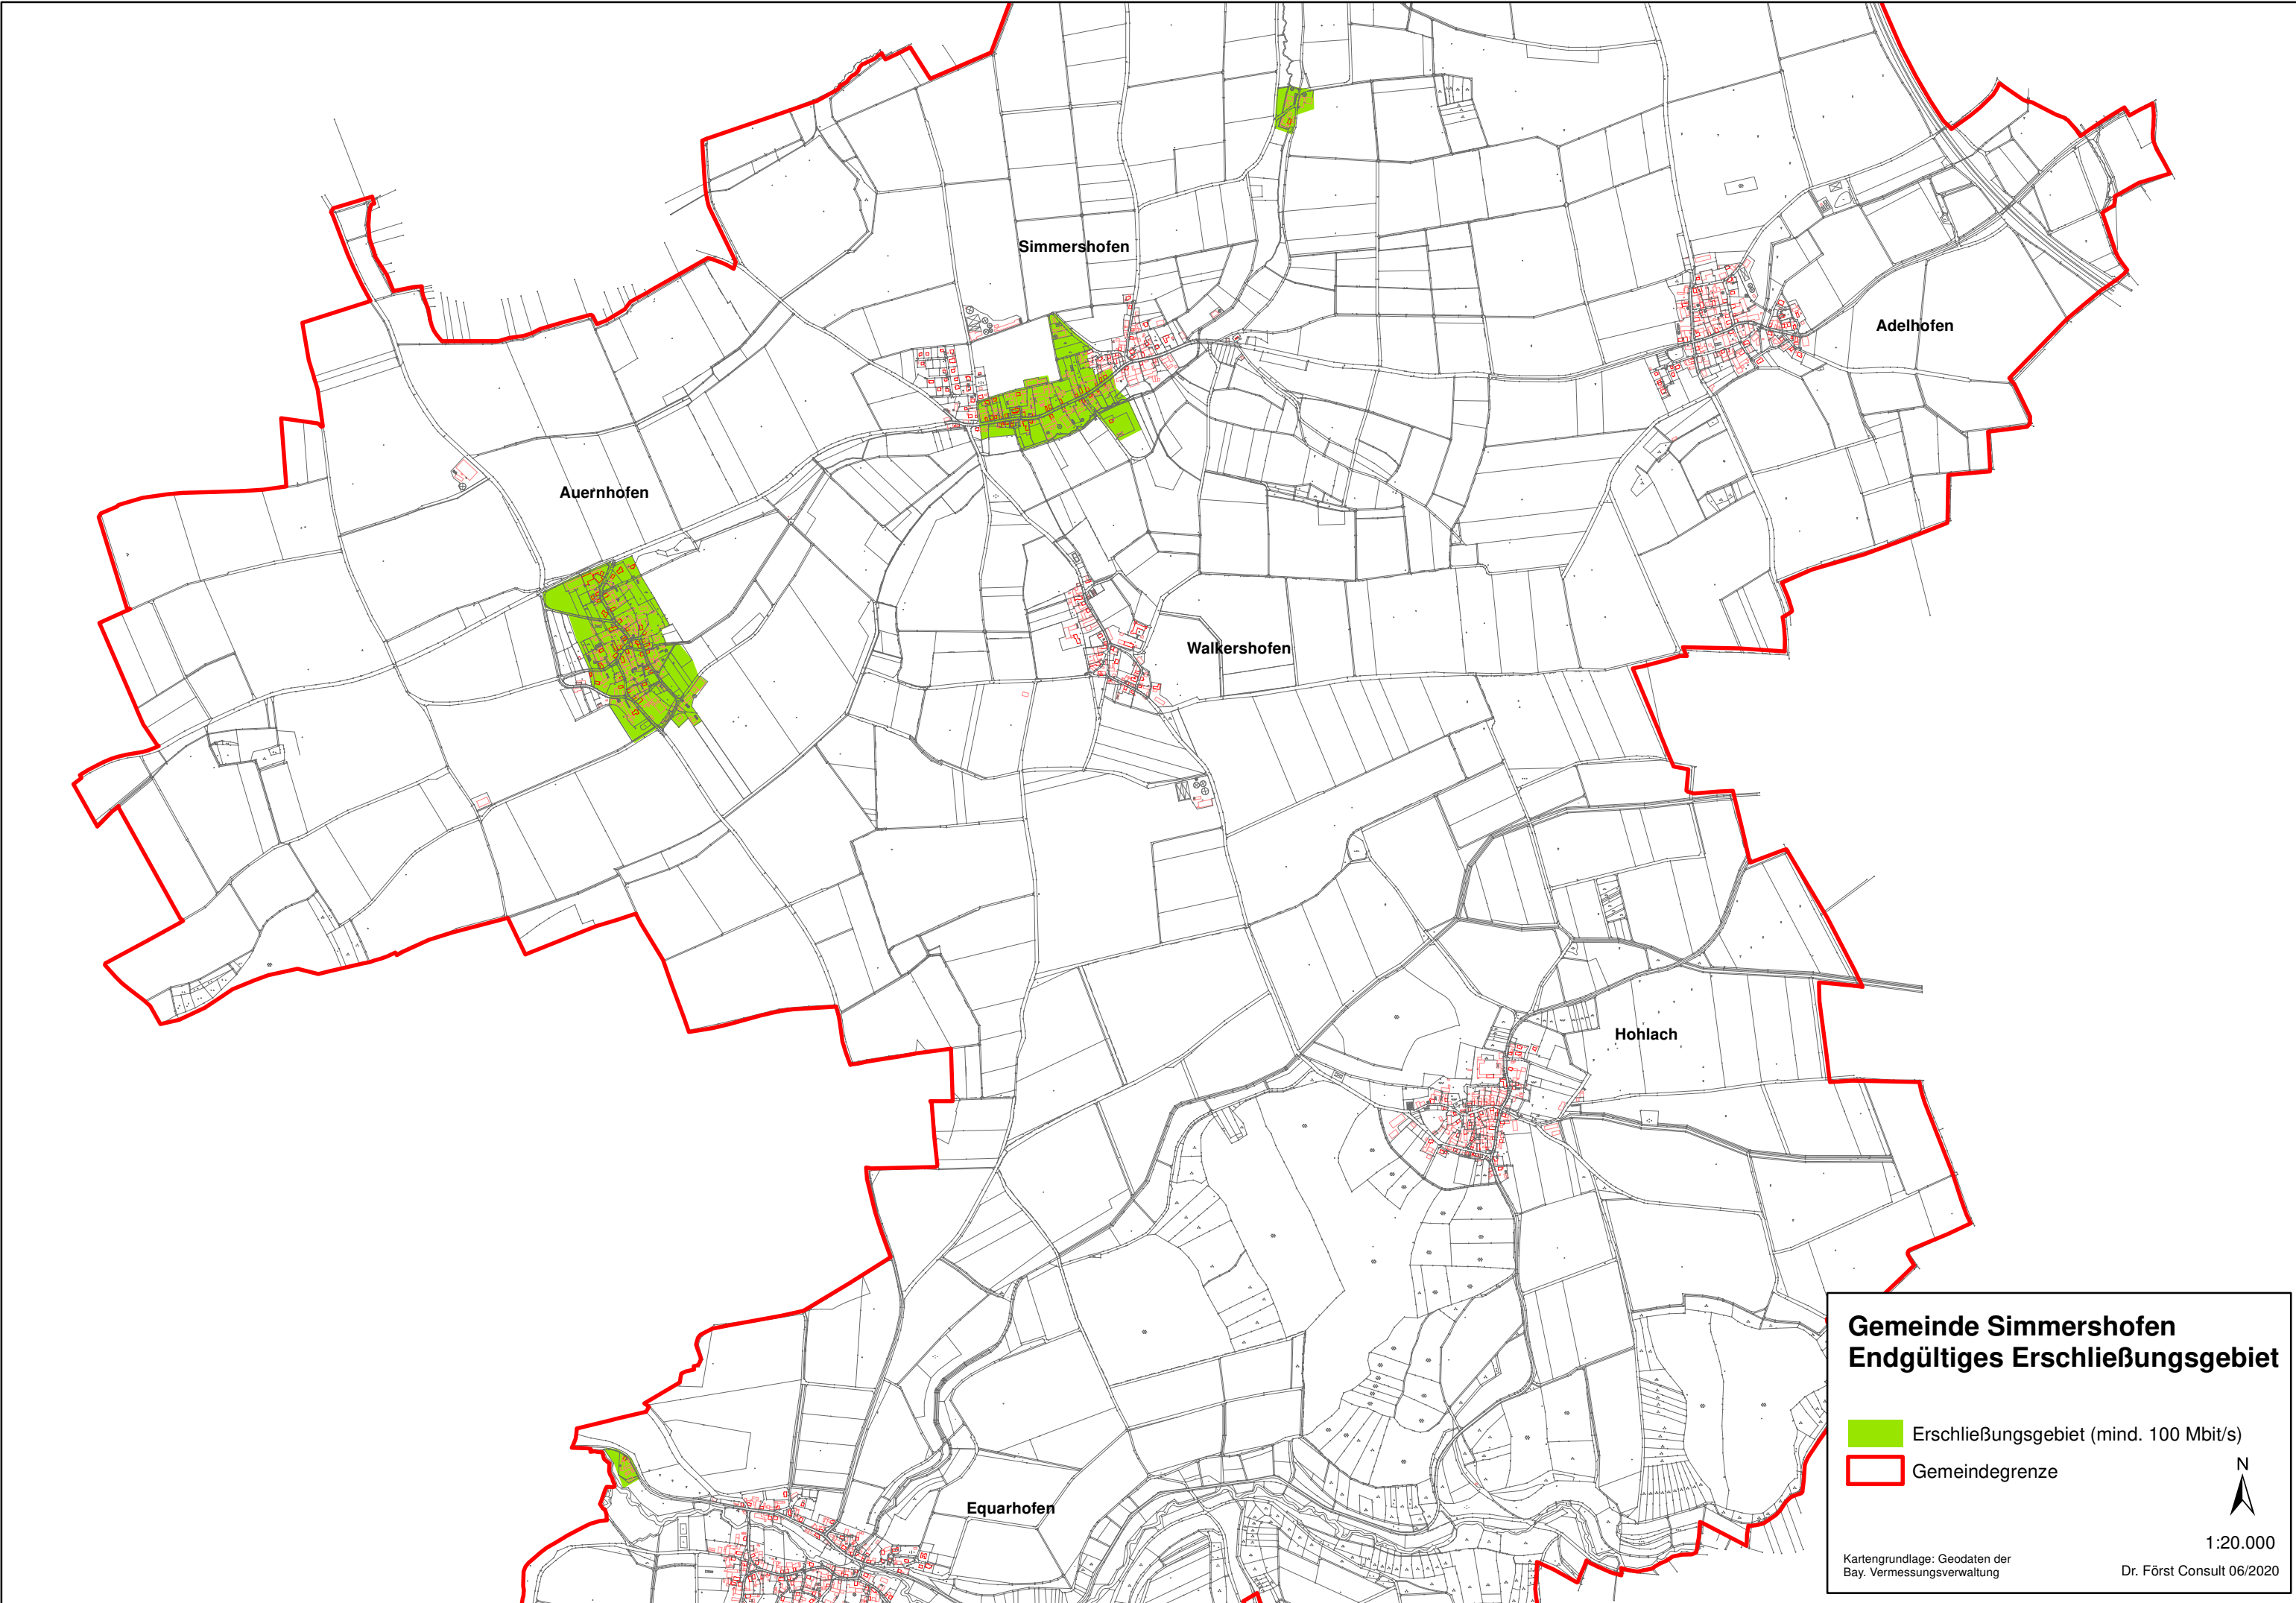 Simmershofen
Adelhofen
Auernhofen
Walkershofen
Hohlach
Equarhofen
Gemeinde Simmershofen
Endgültiges Erschließungsgebiet
Erschließungsgebiet (mind. 100 Mbit/s)
Gemeindegrenze
N
1:20.000
Kartengrundlage: Geodaten der
Bay. Vermessungsverwaltung
Dr. Först Consult 06/2020